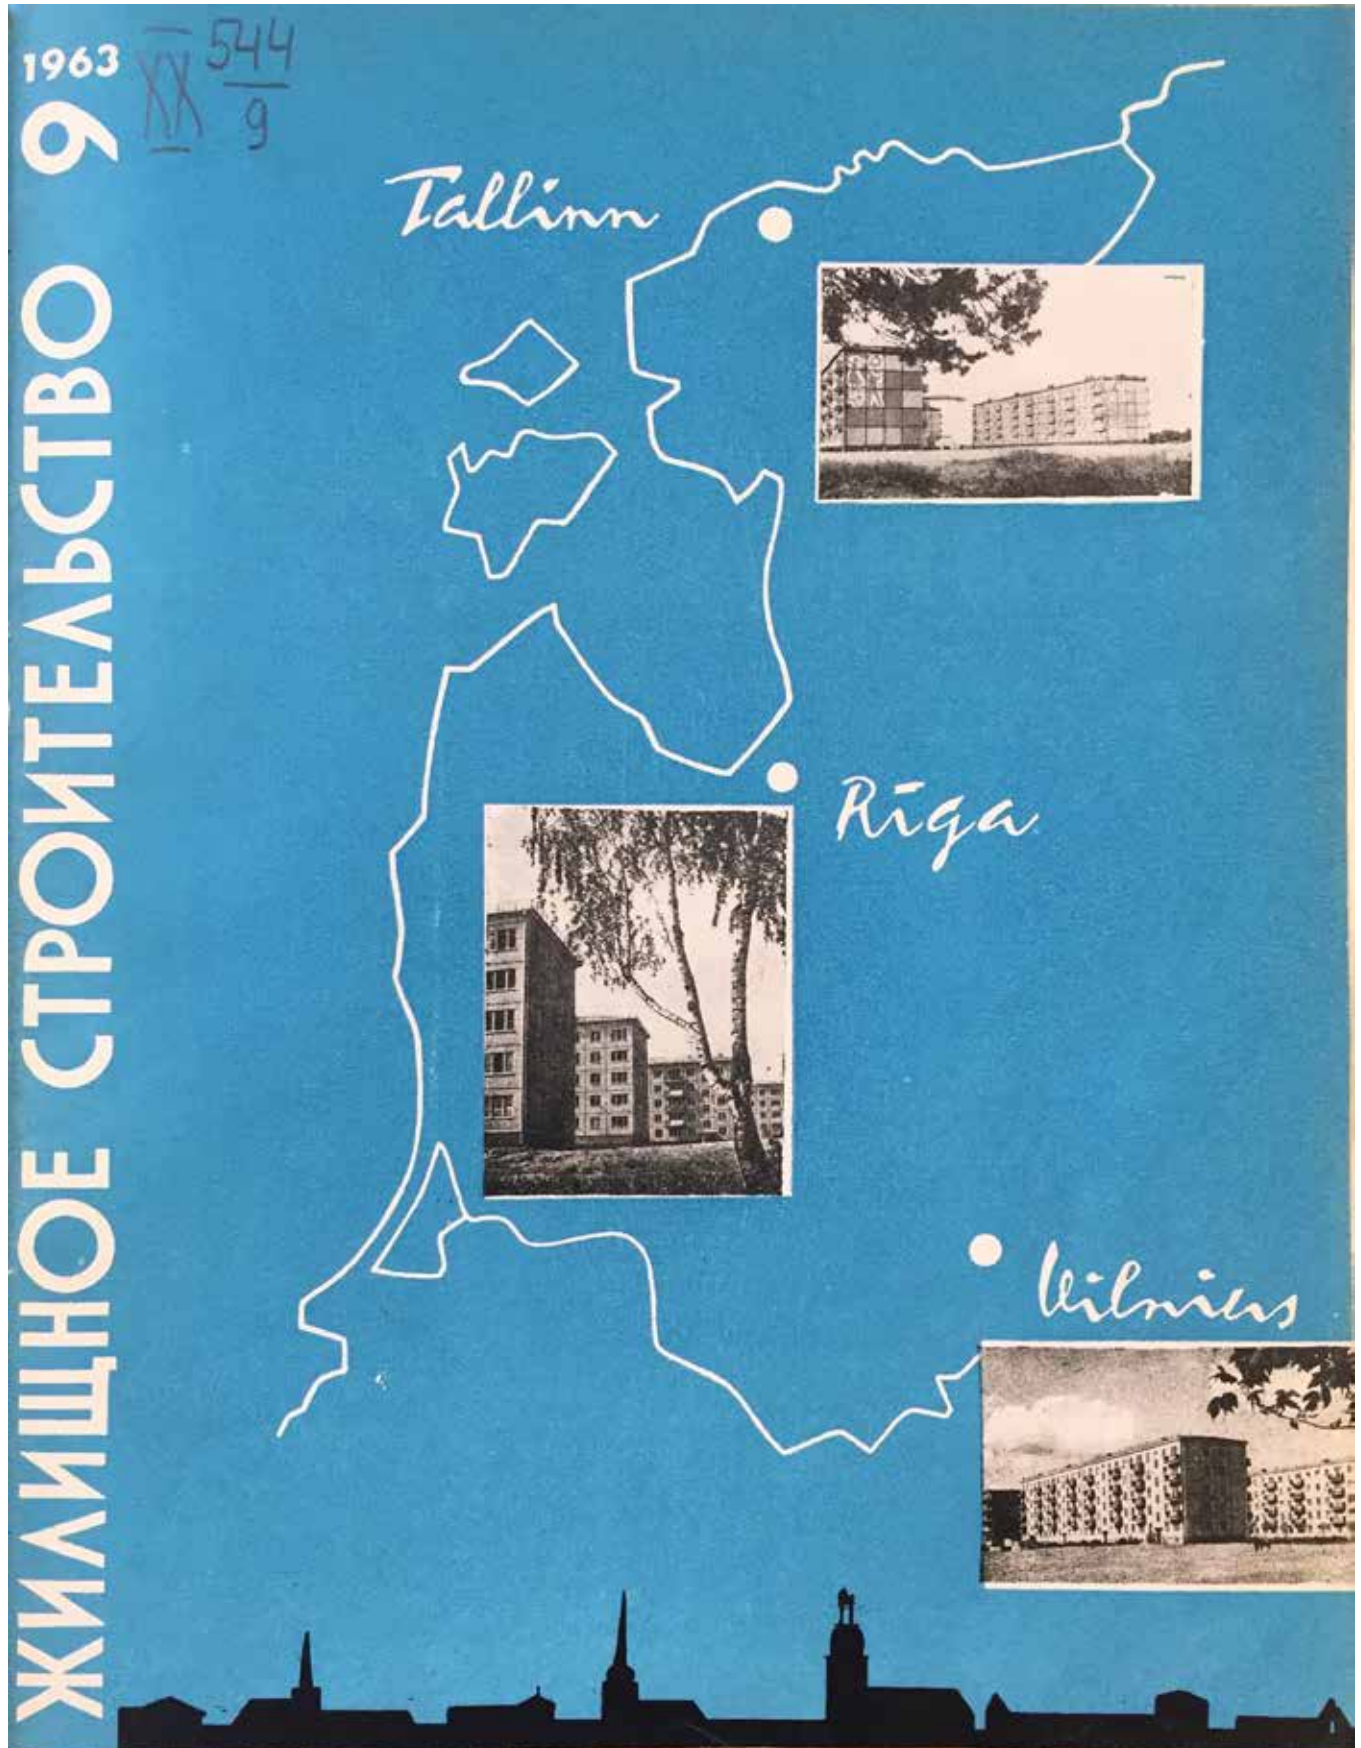 1963
9
XX 544
9
ЖИЛИЩНОЕ СТРОИТЕЛЬСТВО
Tallinn
Rīga
Vilnius